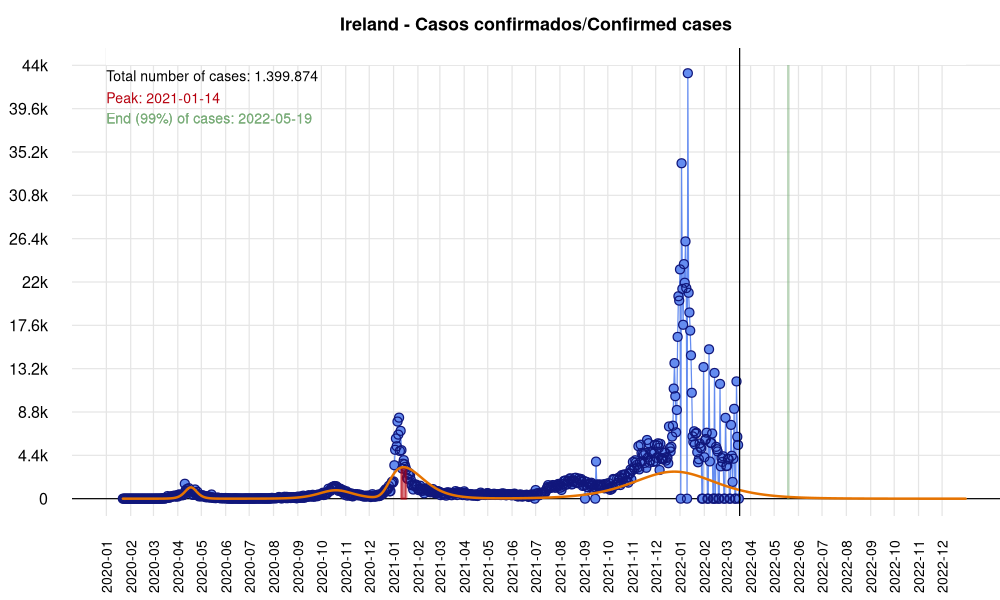 Ireland - Casos confirmados/Confirmed cases
Total number of cases: 1.399.874
Peak: 2021-01-14
End (99%) of cases: 2022-05-19
44k
39.6k
35.2k
30.8k
26.4k
22k
17.6k
13.2k
8.8k
4.4k
0
2020-01
2020-02
2020-03
2020-04
2020-05
2020-06
2020-07
2020-08
2020-09
2020-10
2020-11
2020-12
2021-01
2021-02
2021-03
2021-04
2021-05
2021-06
2021-07
2021-08
2021-09
2021-10
2021-11
2021-12
2022-01
2022-02
2022-03
2022-04
2022-05
2022-06
2022-07
2022-08
2022-09
2022-10
2022-11
2022-12